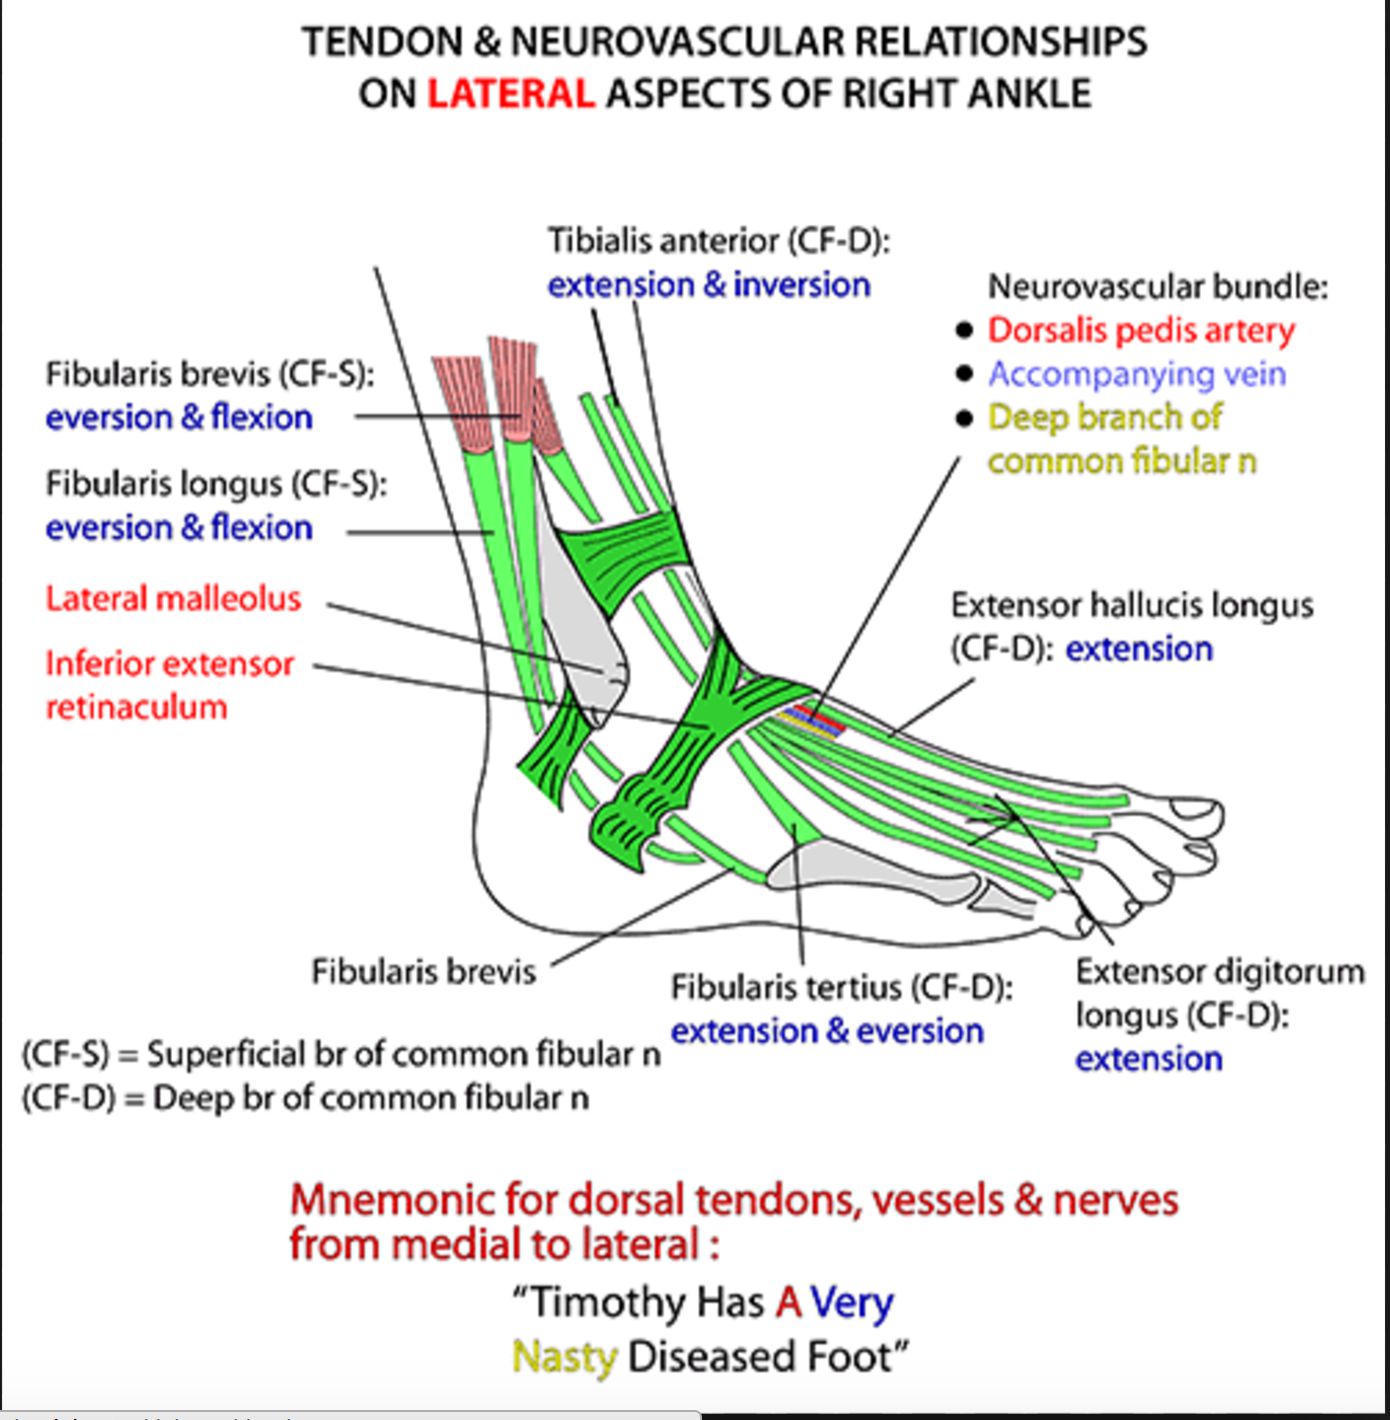 TENDON & NEUROVASCULAR RELATIONSHIPS
ON LATERAL ASPECTS OF RIGHT ANKLE
Tibialis anterior (CF-D):
extension & inversion
Neurovascular bundle:
● Dorsalis pedis artery
● Accompanying vein
● Deep branch of
common fibular n
Fibularis brevis (CF-S):
eversion & flexion
Fibularis longus (CF-S):
eversion & flexion
Lateral malleolus
Inferior extensor
retinaculum
Extensor hallucis longus
(CF-D): extension
Fibularis brevis
Fibularis tertius (CF-D):
extension & eversion
Extensor digitorum
longus (CF-D):
extension
(CF-S) = Superficial br of common fibular n
(CF-D) = Deep br of common fibular n
Mnemonic for dorsal tendons, vessels & nerves
from medial to lateral :
“Timothy Has A Very
Nasty Diseased Foot”